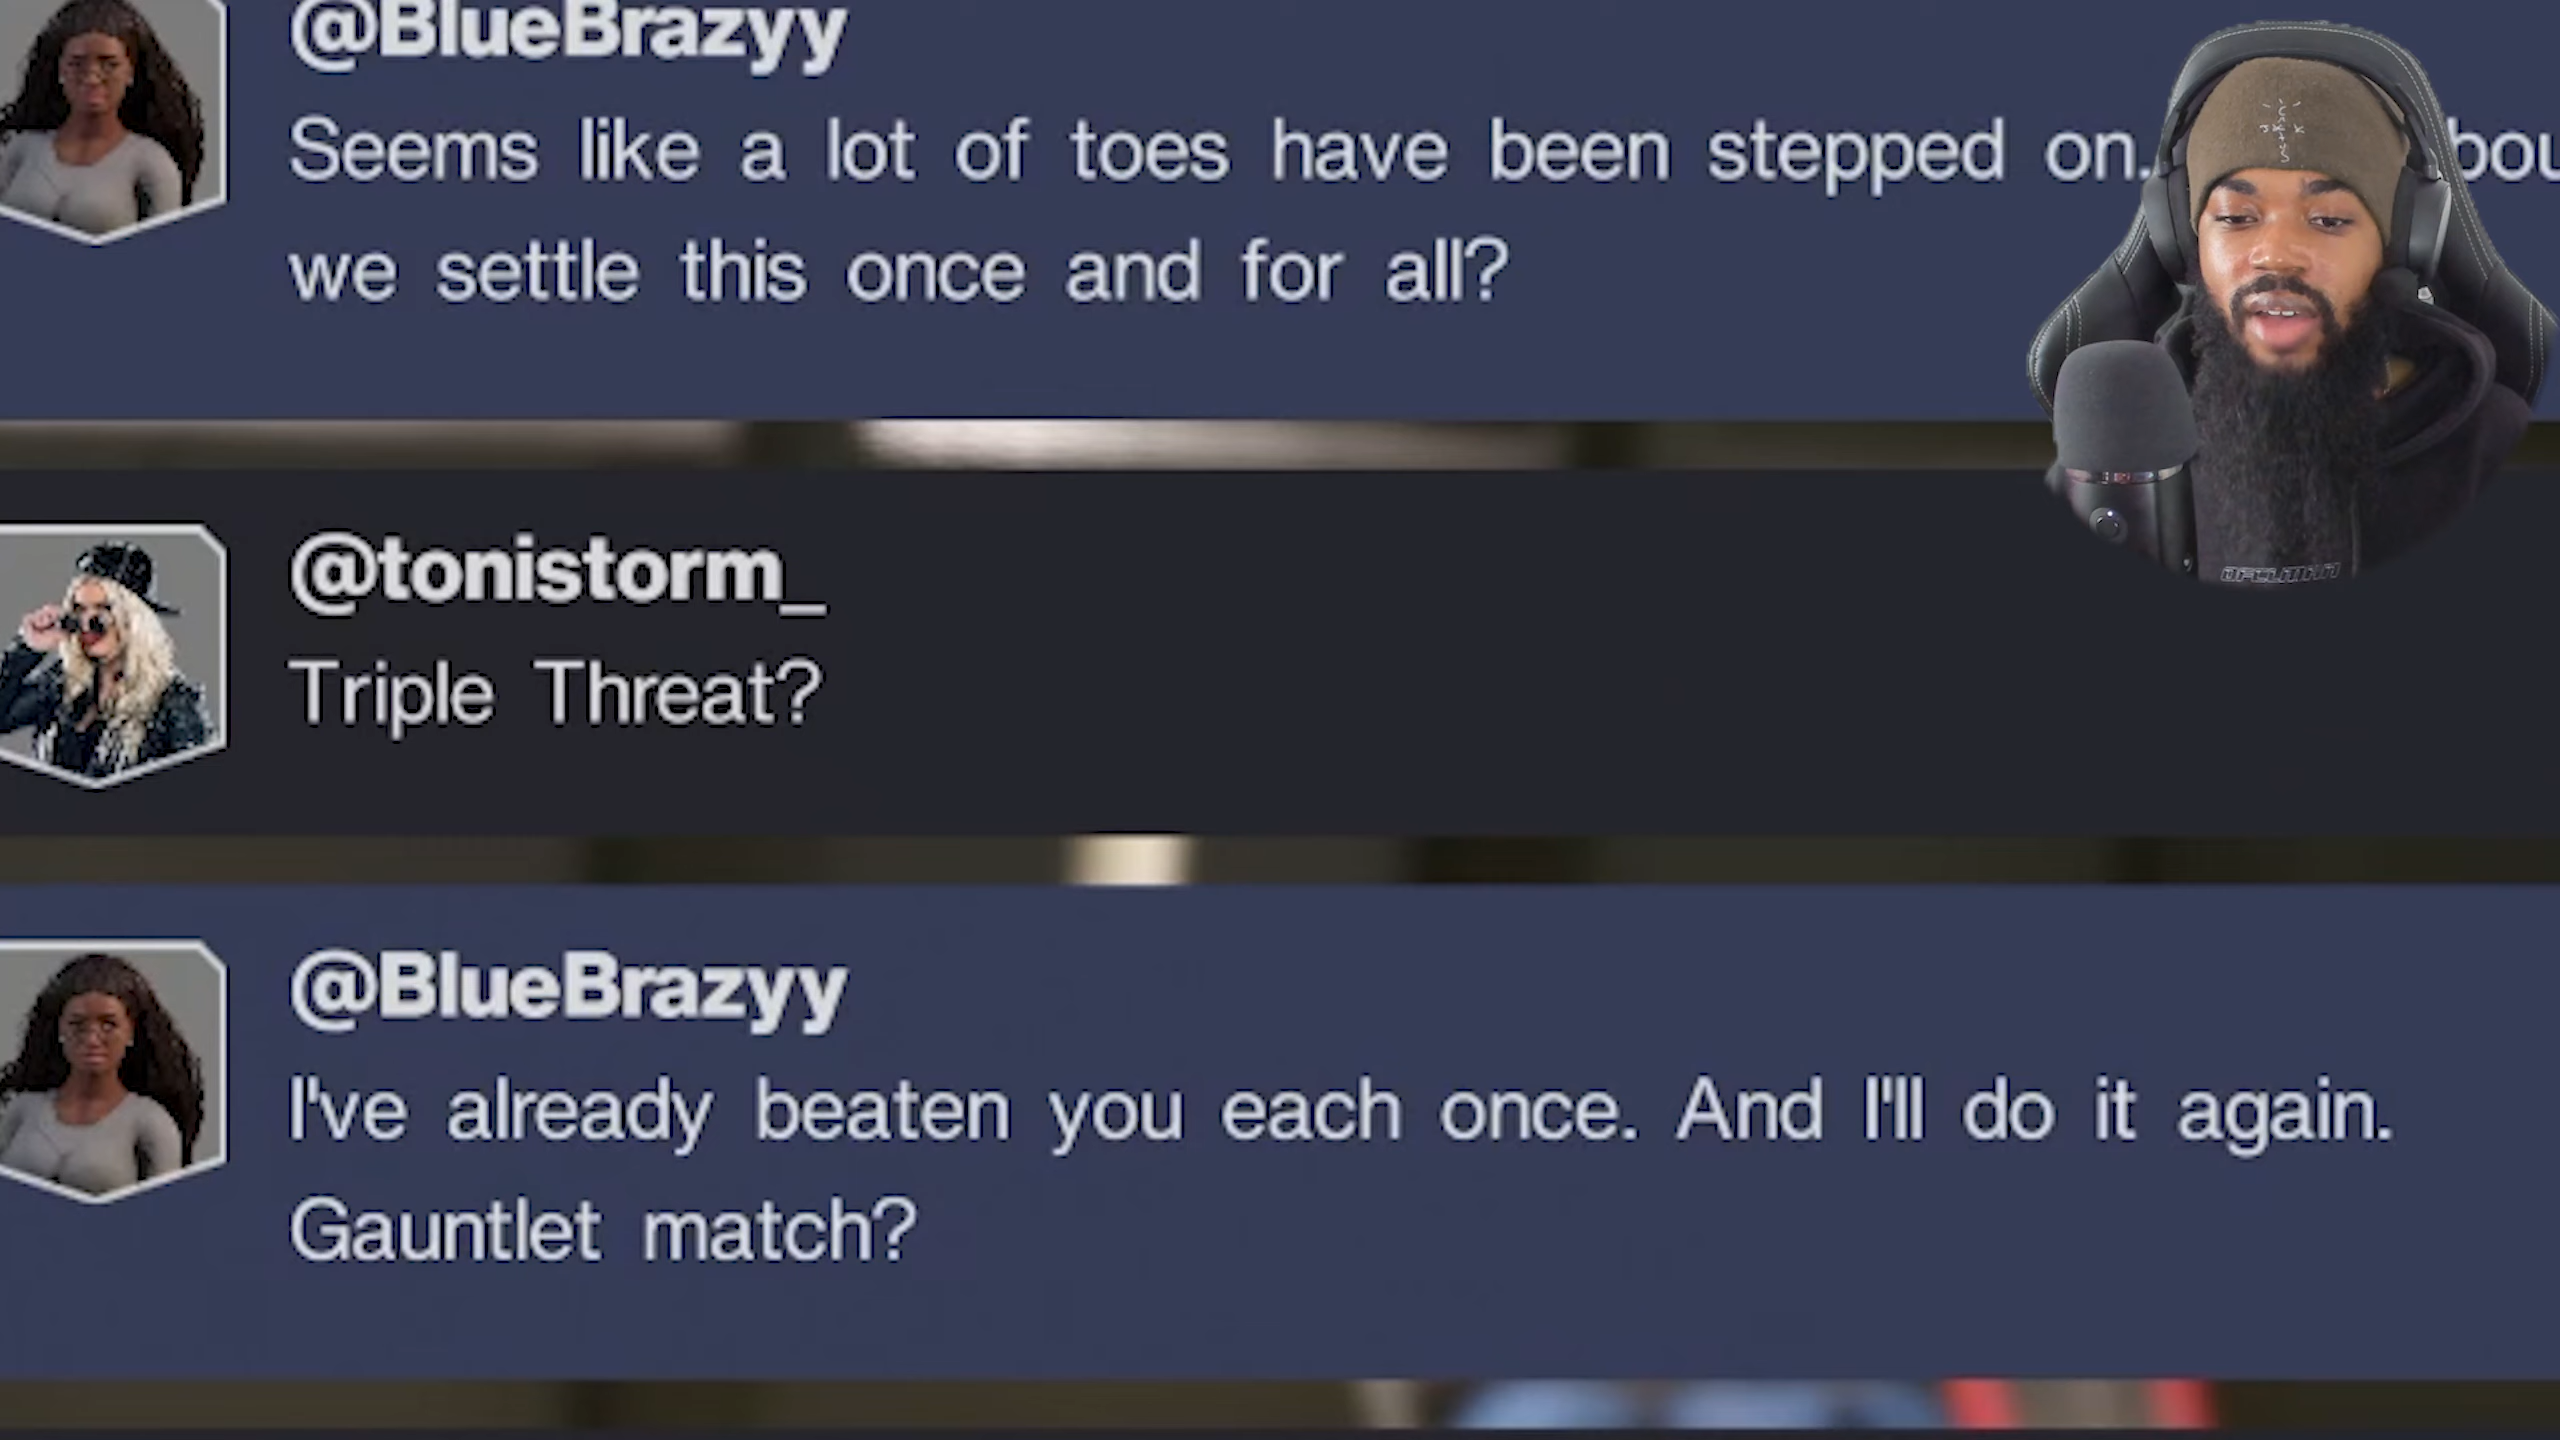 @BlueBrazyy
Seems like a lot of toes have been stepped on.
we settle this once and for all?
@tonistorm_
Triple Threat?
@BlueBrazyy
I've already beaten you each once. And I'll do it again.
Gauntlet match?